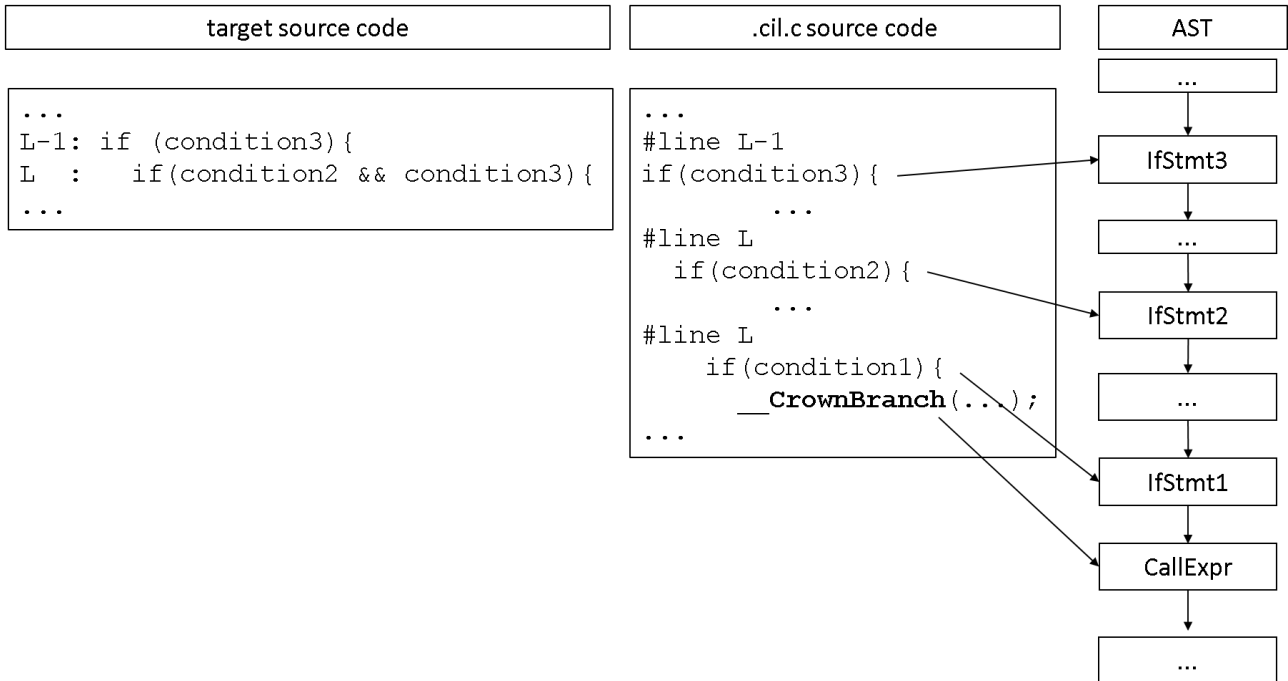 target source code
...
L-1: if (condition3){
L  :   if(condition2 && condition3){
...
.cil.c source code
...
#line L-1
if(condition3){
...
#line L
if(condition2){
...
#line L
if(condition1){
__CrownBranch(...);
...
AST
...
IfStmt3
...
IfStmt2
...
IfStmt1
CallExpr
...